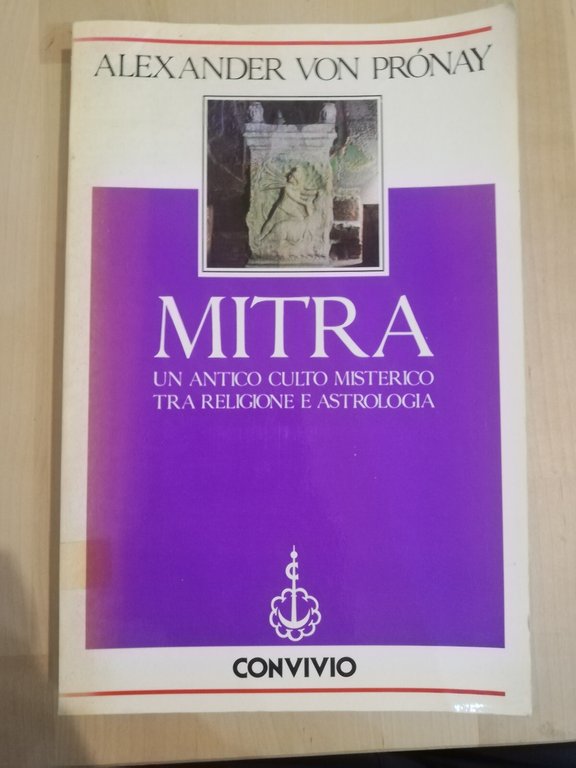 ALEXANDER VON PRÓNAY
MITRA
UN ANTICO CULTO MISTERICO
TRA RELIGIONE E ASTROLOGIA
CONVIVIO